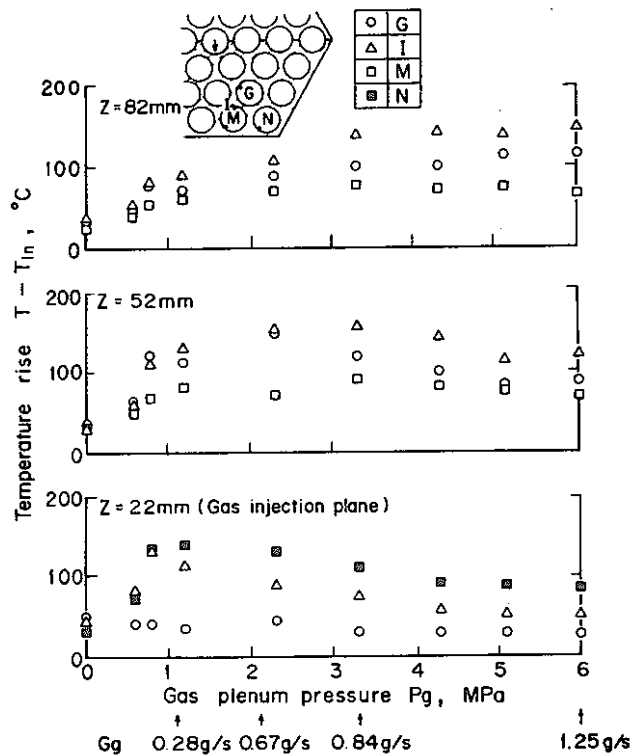 G
I
M
N
G
I
M
N
Z=82mm
200
100
0
Z=52mm
200
100
0
Z=22mm (Gas injection plane)
200
100
0
Temperature rise T-TIn, °C
0 1 2 3 4 5 6
Gas plenum pressure Pg, MPa
Gg 0.28g/s 0.67g/s 0.84g/s 1.25g/s